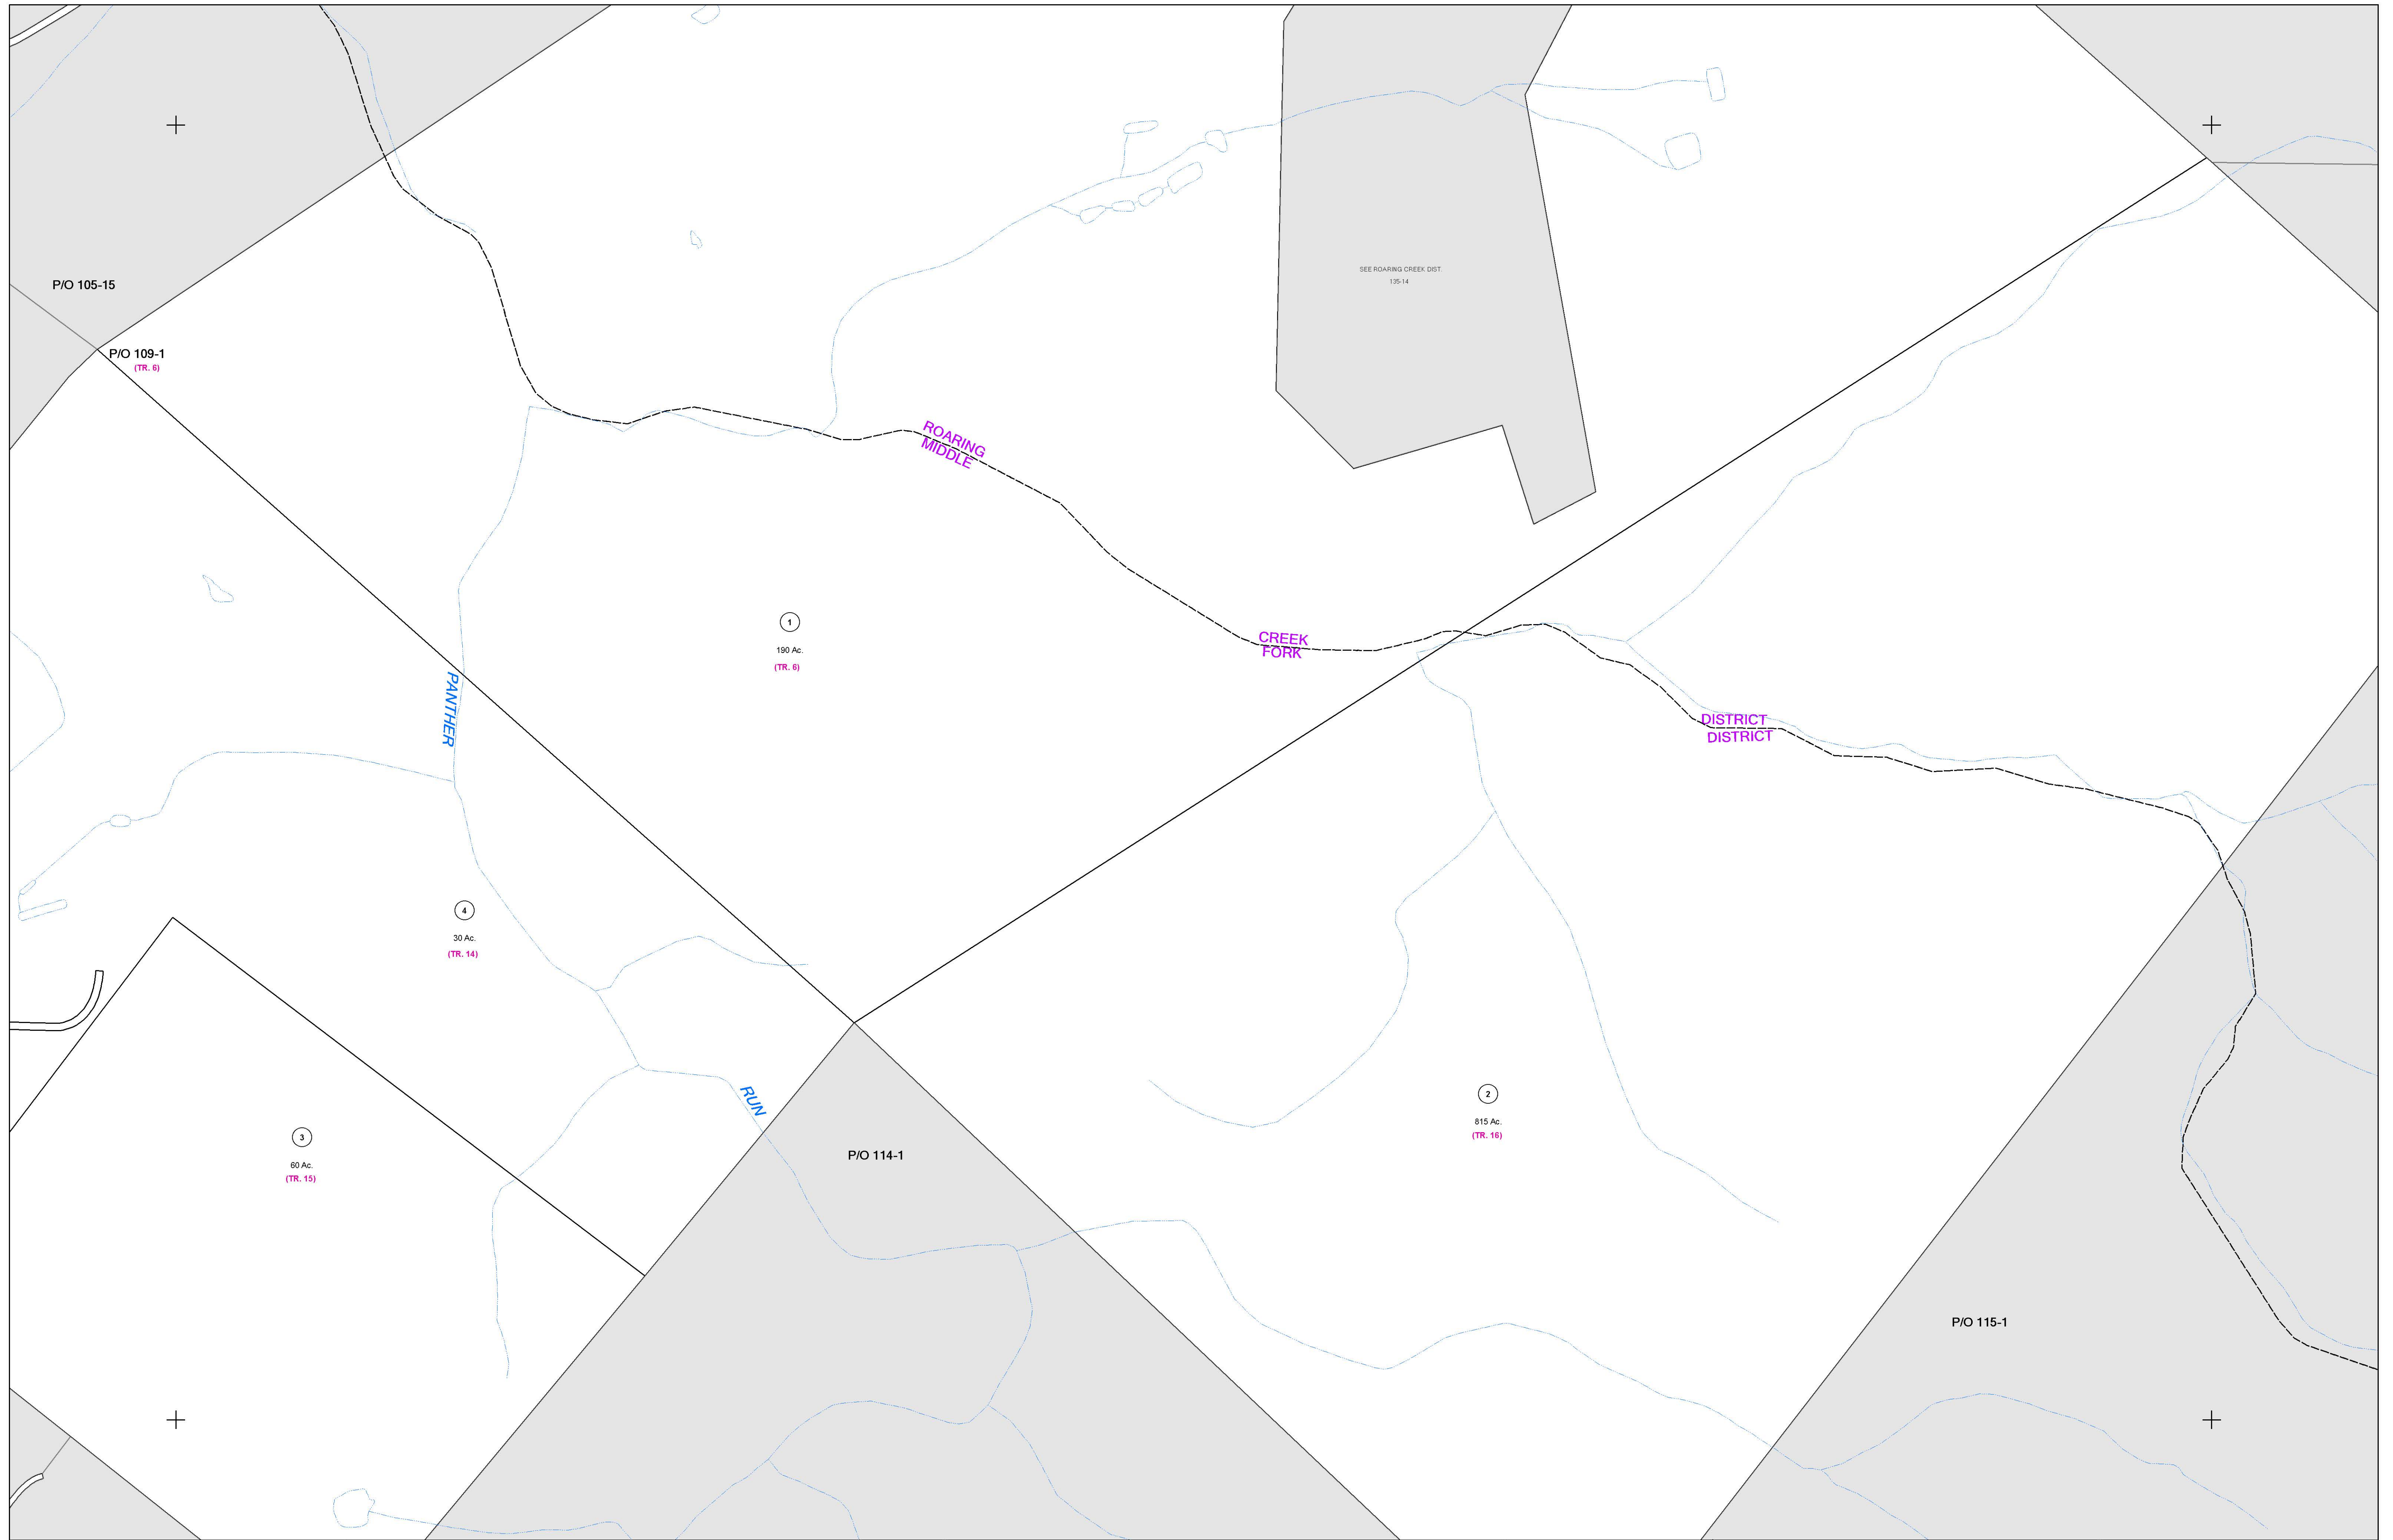 P/O 105-15
P/O 109-1
(TR. 6)
SEE ROARING CREEK DIST.
135-14
ROARING
MIDDLE
CREEK
FORK
DISTRICT
DISTRICT
1
190 Ac.
(TR. 6)
PANTHER
RUN
4
30 Ac.
(TR. 14)
3
60 Ac.
(TR. 15)
P/O 114-1
2
815 Ac.
(TR. 16)
P/O 115-1